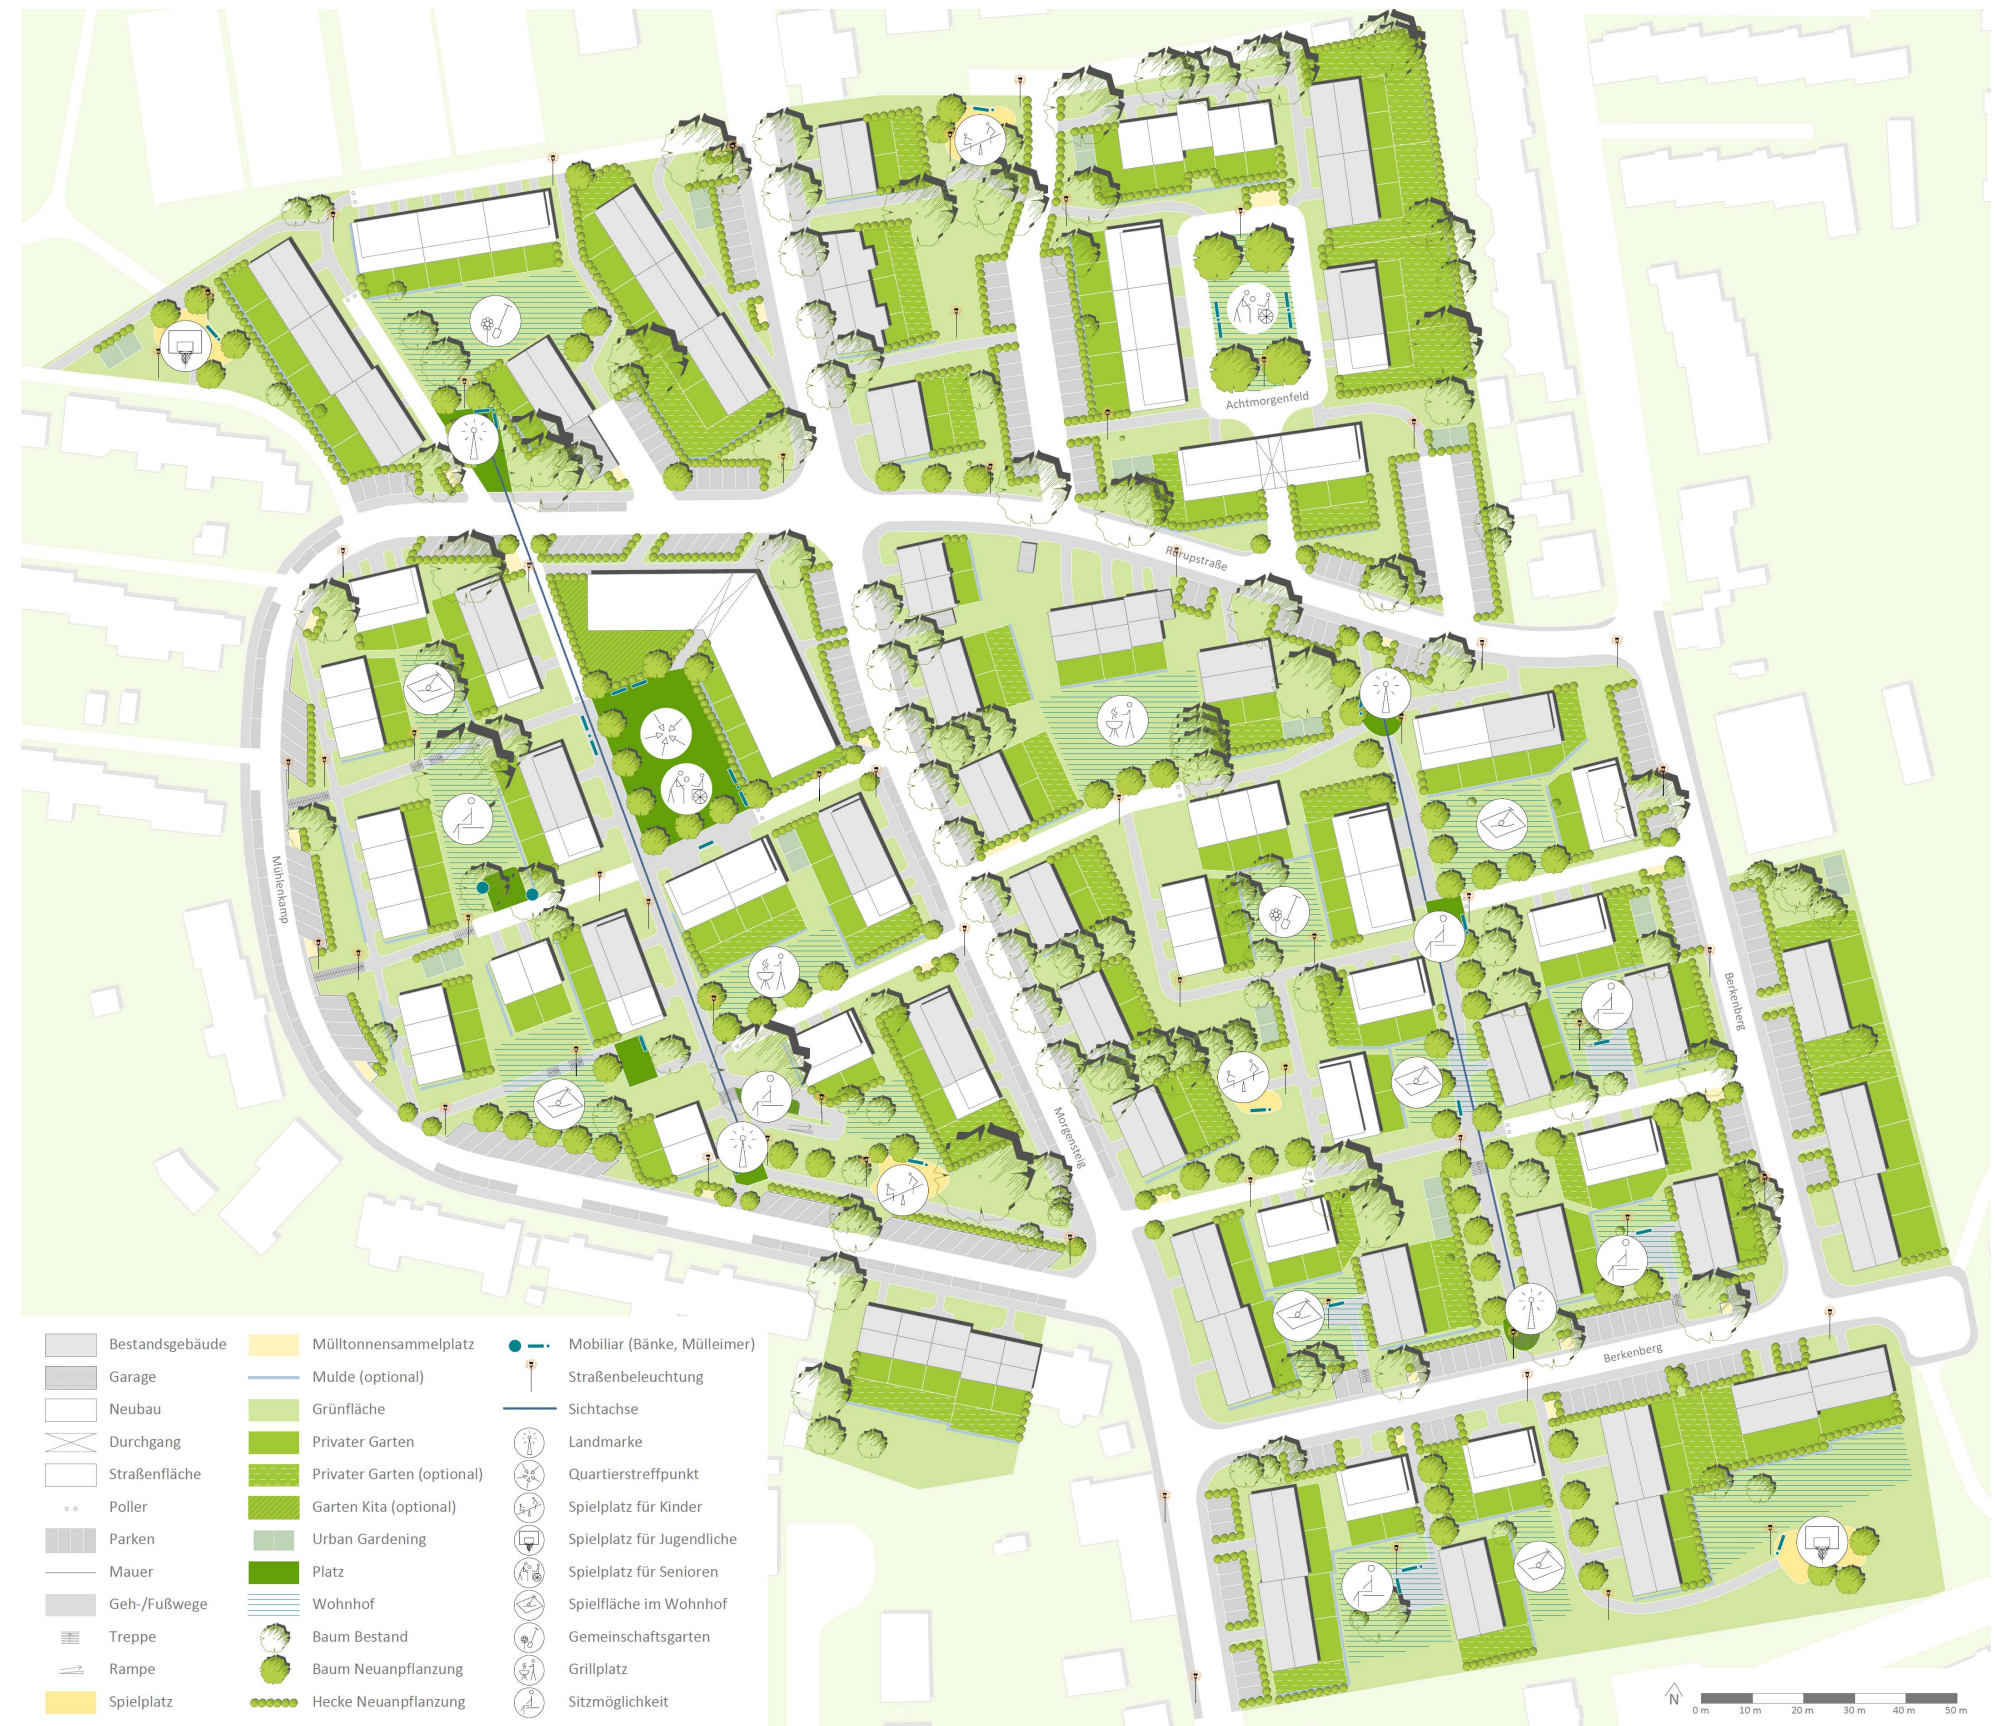 Achtmorgenfeld
Rorupstraße
Mühlenkamp
Berkenberg
Morgensteig
Berkenberg
Bestandsgebäude
Garage
Neubau
Durchgang
Straßenfläche
Poller
Parken
Mauer
Geh-/Fußwege
Treppe
Rampe
Spielplatz
Mülltonnensammelplatz
Mulde (optional)
Grünfläche
Privater Garten
Privater Garten (optional)
Garten Kita (optional)
Urban Gardening
Platz
Wohnhof
Baum Bestand
Baum Neuanpflanzung
Hecke Neuanpflanzung
Mobiliar (Bänke, Mülleimer)
Straßenbeleuchtung
Sichtachse
Landmarke
Quartierstreffpunkt
Spielplatz für Kinder
Spielplatz für Jugendliche
Spielplatz für Senioren
Spielfläche im Wohnhof
Gemeinschaftsgarten
Grillplatz
Sitzmöglichkeit
N
0 m 10 m 20 m 30 m 40 m 50 m